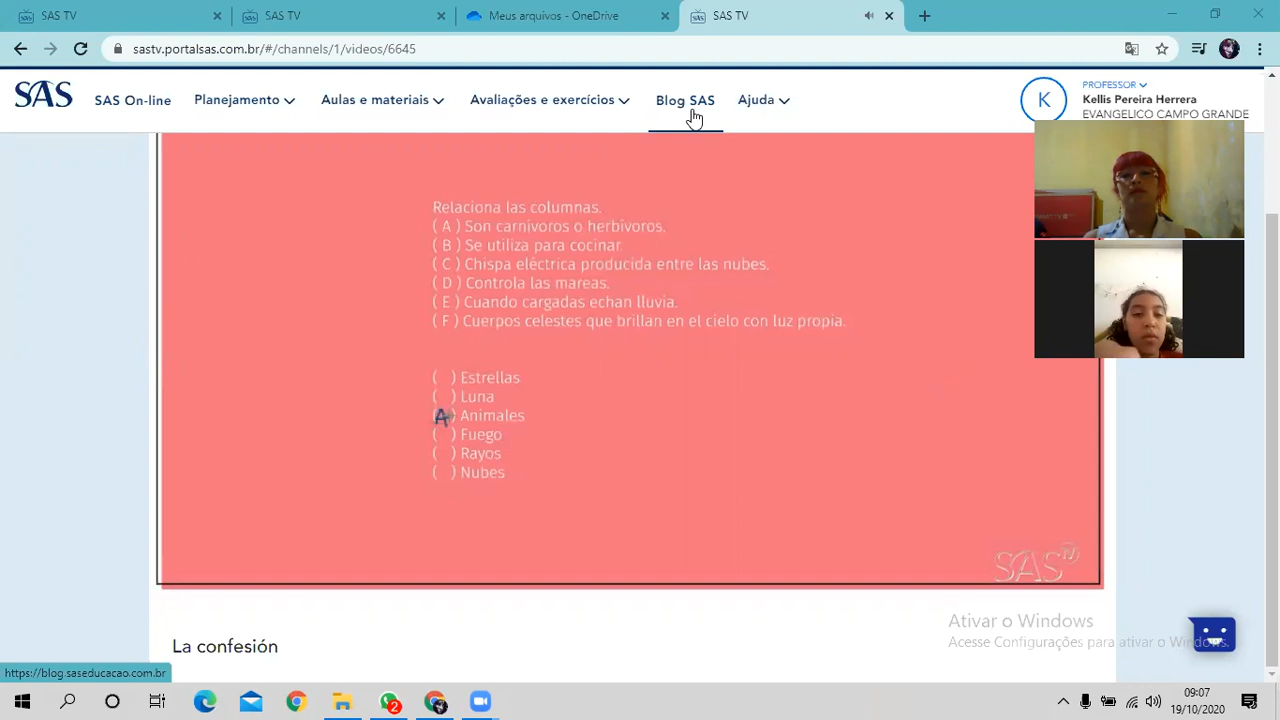 SAS TV
SAS TV
Meus arquivos - OneDrive
SAS TV
sastv.portalsas.com.br/#/channels/1/videos/6645
SAS
SAS On-line
Planejamento
Aulas e materiais
Avaliações e exercícios
Blog SAS
Ajuda
K
PROFESSOR
Kellis Pereira Herrera
EVANGELICO CAMPO GRANDE
Relaciona las columnas.
( A ) Son carnívoros o herbívoros.
( B ) Se utiliza para cocinar.
( C ) Chispa eléctrica producida entre las nubes.
( D ) Controla las mareas.
( E ) Cuando cargadas echan lluvia.
( F ) Cuerpos celestes que brillan en el cielo con luz propia.
( ) Estrellas
( ) Luna
(A) Animales
( ) Fuego
( ) Rayos
( ) Nubes
SAS TV
Ativar o Windows
Acesse Configurações para ativar o Windows.
La confesión
https://blog.saseducacao.com.br
2
09:07
19/10/2020